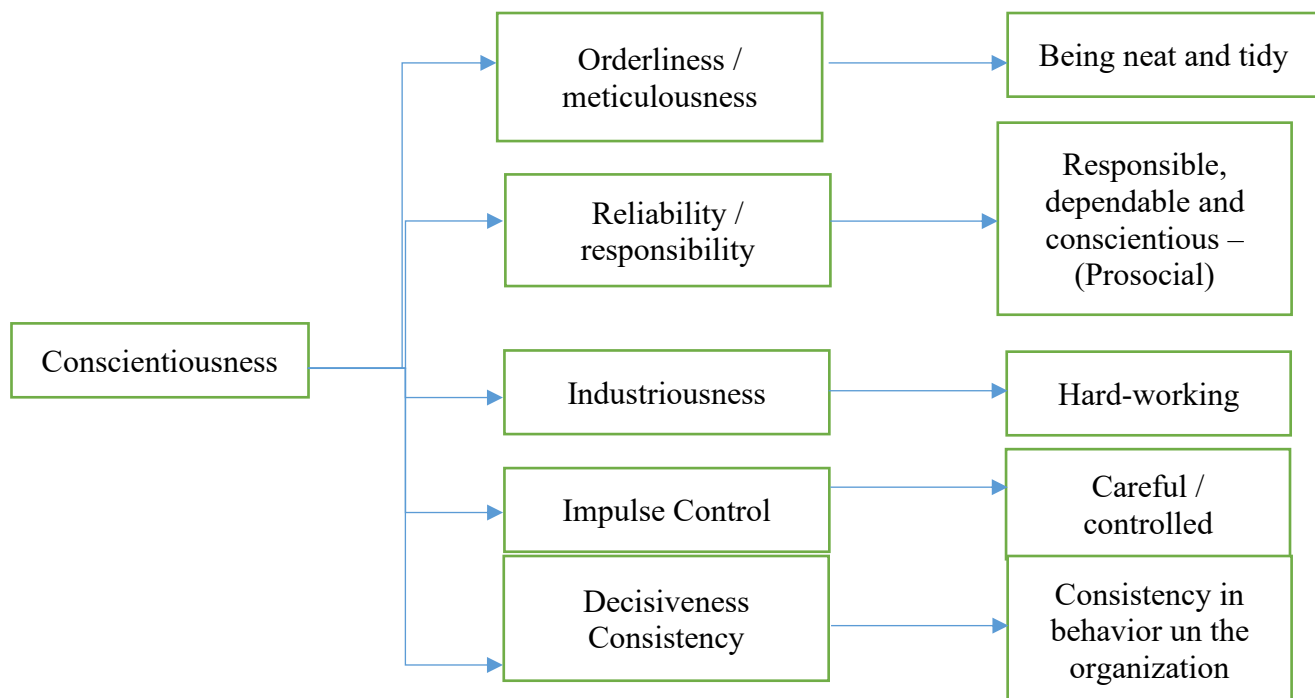 Orderliness /
meticulousness
Being neat and tidy
Reliability /
responsibility
Responsible,
dependable and
conscientious –
(Prosocial)
Conscientiousness
Industriousness
Hard-working
Impulse Control
Careful /
controlled
Decisiveness
Consistency
Consistency in
behavior un the
organization